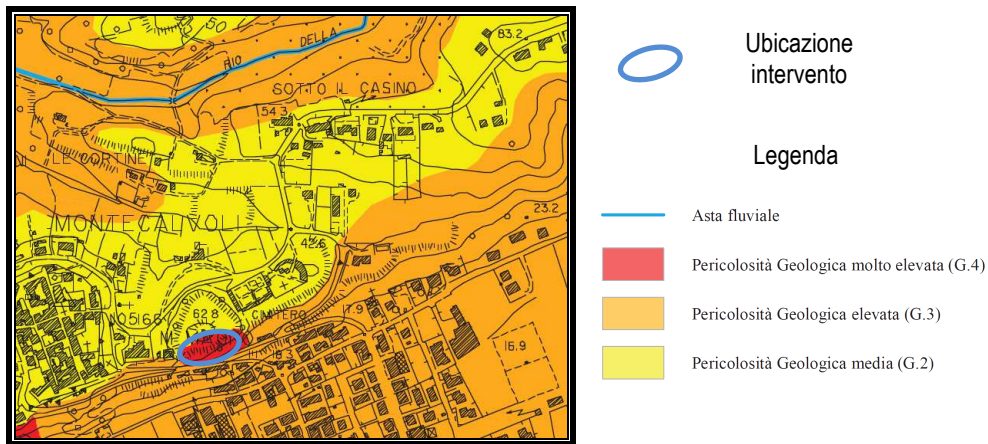 50
83.2
RIO DELLA
SOTTO IL CASINO
54.3
LE CORTINE
MONTECALVOLI
23.2
42.6
62.8
CIMITERO
17.9
18.3
16.9
Ubicazione
intervento
Legenda
Asta fluviale
Pericolosità Geologica molto elevata (G.4)
Pericolosità Geologica elevata (G.3)
Pericolosità Geologica media (G.2)